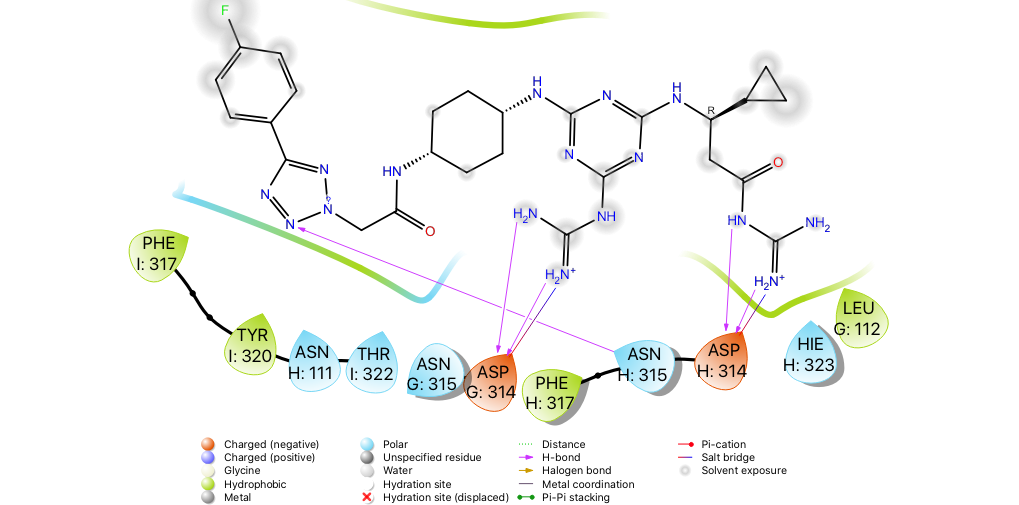 F
H
N
N
H
N
R
N
N
N
O
HN
N
N
N
N
2
O
H2N
NH
H2N+
HN
NH2
H2N+
PHE
I: 317
TYR
I: 320
ASN
H: 111
THR
I: 322
ASN
G: 315
ASP
G: 314
PHE
H: 317
ASN
H: 315
ASP
H: 314
HIE
H: 323
LEU
G: 112
Charged (negative)
Charged (positive)
Glycine
Hydrophobic
Metal
Polar
Unspecified residue
Water
Hydration site
Hydration site (displaced)
Distance
H-bond
Halogen bond
Metal coordination
Pi-Pi stacking
Pi-cation
Salt bridge
Solvent exposure